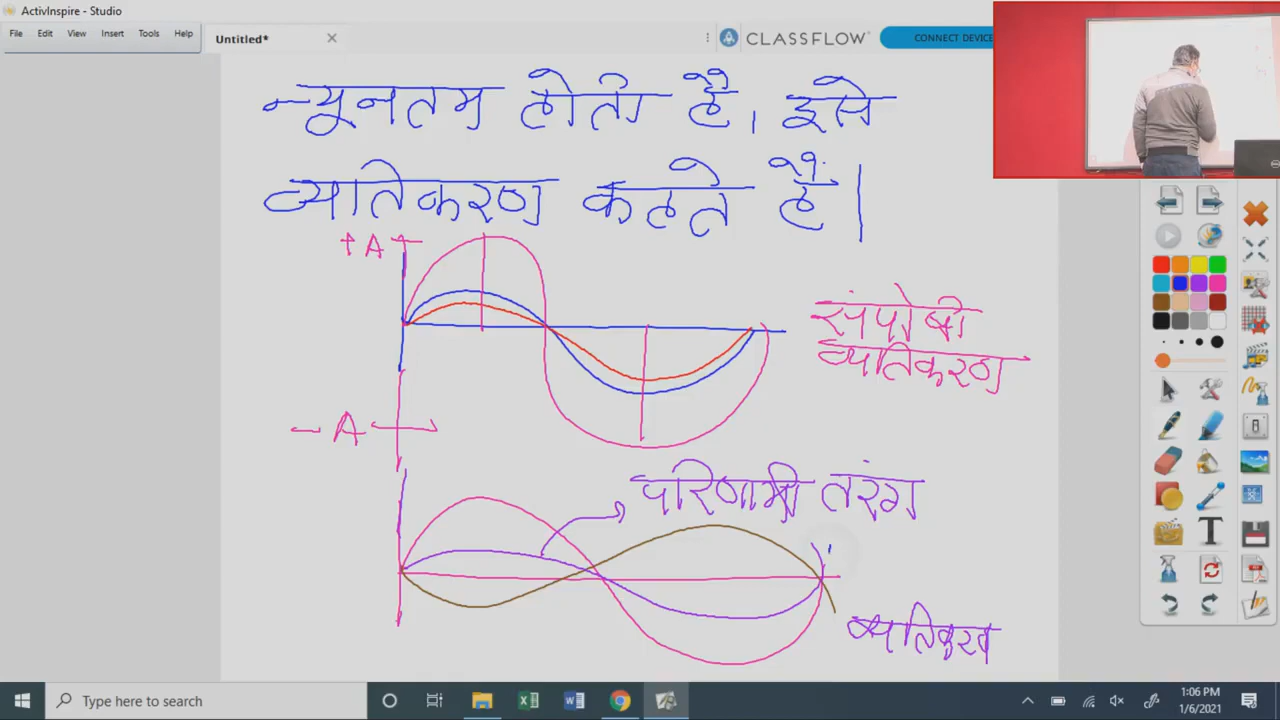 ActivInspire - Studio
File Edit View Insert Tools Help
Untitled*
CLASSFLOW
CONNECT DEVICE
न्यूनतम होती है, इसे
व्यतिकरण कहते है।
+A
संपोषी
व्यतिकरण
-A
परिणामी तरंग
व्यतिकरण
Type here to search
1:06 PM
1/6/2021